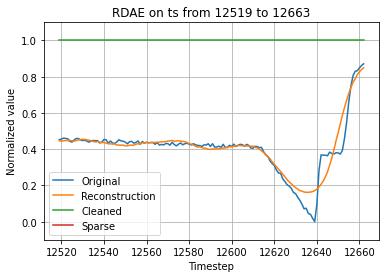 RDAE on ts from 12519 to 12663
Normalized value
1.0
0.8
0.6
0.4
0.2
0.0
Original
Reconstruction
Cleaned
Sparse
12520 12540 12560 12580 12600 12620 12640 12660
Timestep